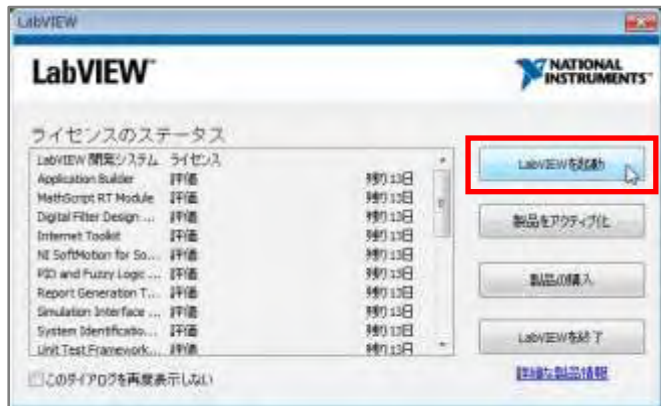 LabVIEW
LabVIEW™
NATIONAL
INSTRUMENTS™
ライセンスのステータス
LabVIEW 開発システム ライセンス
Application Builder 評価 残り13日
MathScript RT Module 評価 残り13日
Digital Filter Design ... 評価 残り13日
Internet Toolkit 評価 残り13日
NI SoftMotion for So... 評価 残り13日
PID and Fuzzy Logic ... 評価 残り13日
Report Generation T... 評価 残り13日
Simulation Interface ... 評価 残り13日
System Identificatio... 評価 残り13日
Unit Test Framework... 評価 残り13日
このダイアログを再度表示しない
LabVIEWを起動
製品をアクティブ化
製品の購入
LabVIEWを終了
詳細な製品情報